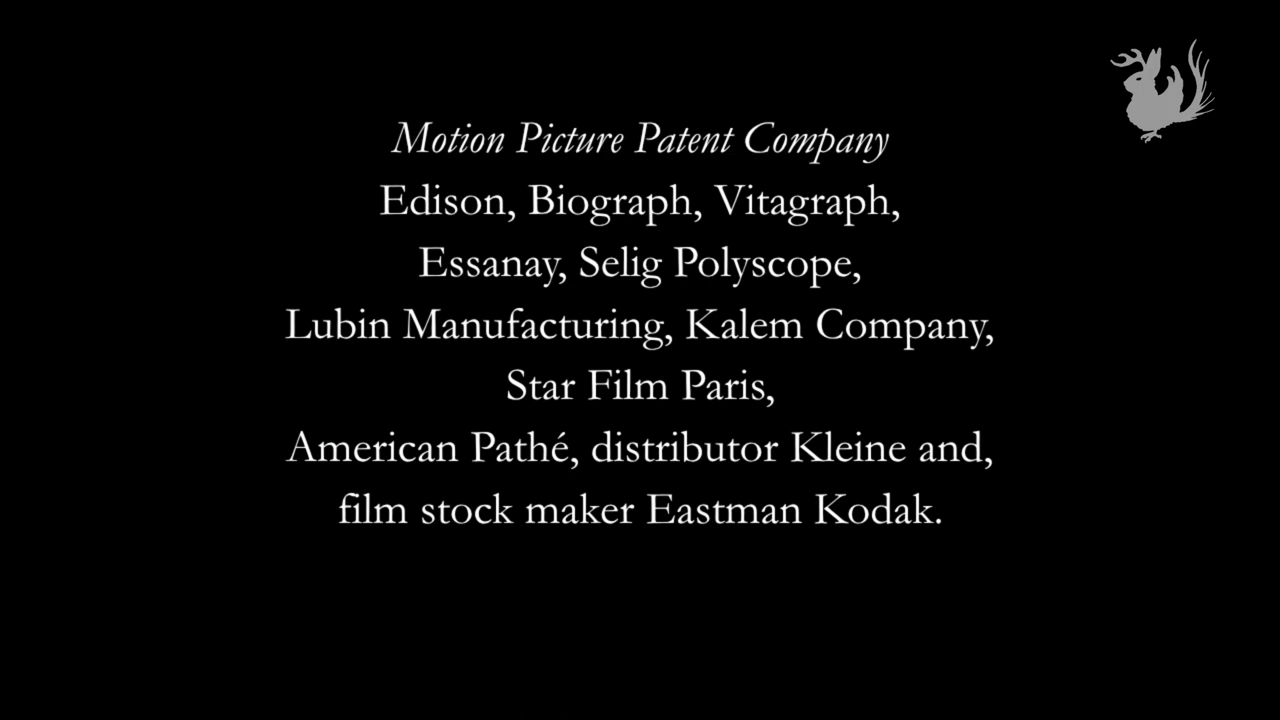 Motion Picture Patent Company
Edison, Biograph, Vitagraph,
Essanay, Selig Polyscope,
Lubin Manufacturing, Kalem Company,
Star Film Paris,
American Pathé, distributor Kleine and,
film stock maker Eastman Kodak.